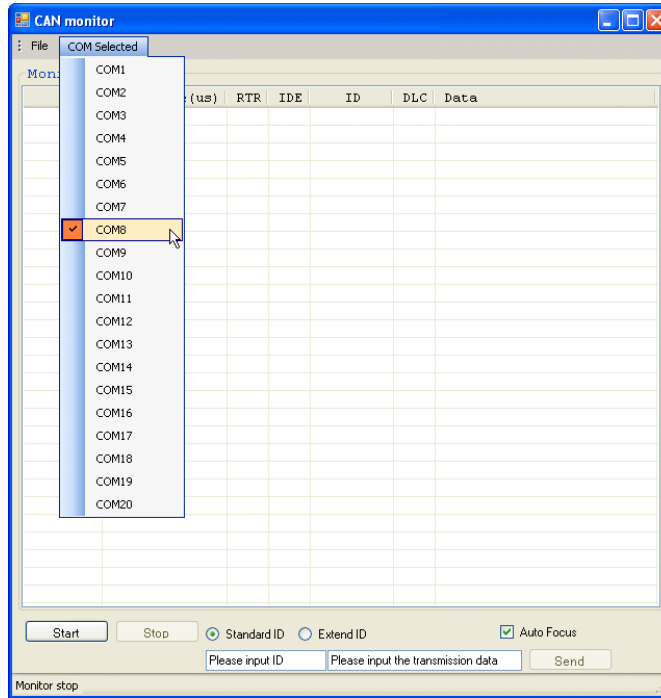 CAN monitor
File COM Selected
Moni
(us) RTR IDE ID DLC Data
COM1
COM2
COM3
COM4
COM5
COM6
COM7
COM8
COM9
COM10
COM11
COM12
COM13
COM14
COM15
COM16
COM17
COM18
COM19
COM20
Start Stop Standard ID Extend ID Auto Focus
Please input ID Please input the transmission data Send
Monitor stop